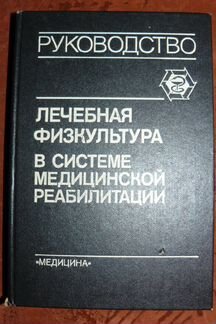 РУКОВОДСТВО
ЛЕЧЕБНАЯ
ФИЗКУЛЬТУРА
В СИСТЕМЕ
МЕДИЦИНСКОЙ
РЕАБИЛИТАЦИИ
«МЕДИЦИНА»